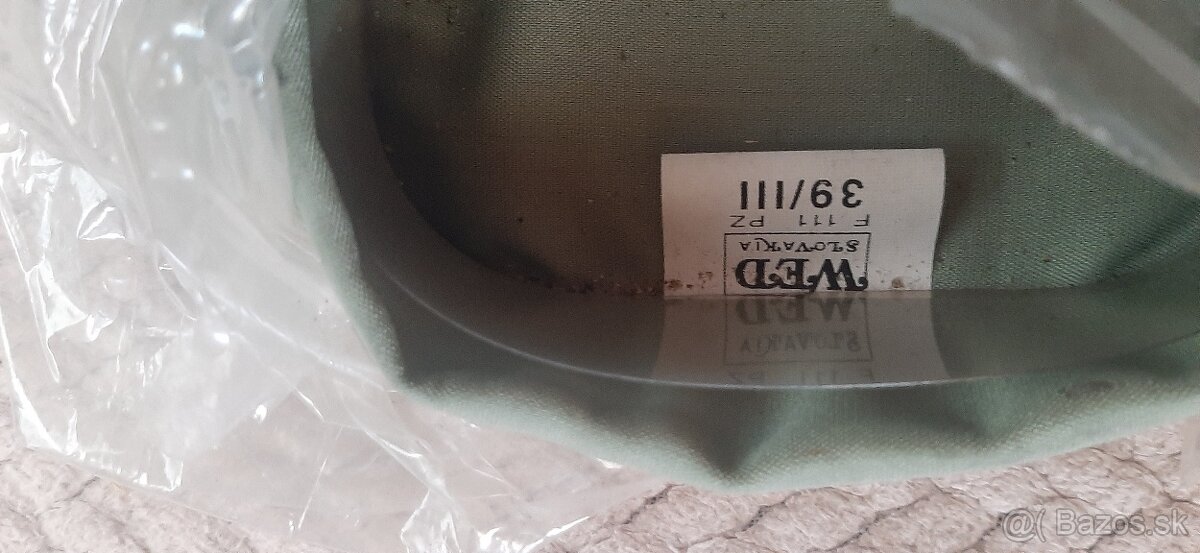 WED
SLOVAKIA
F 111 PZ
39/III
@( Bazos.sk